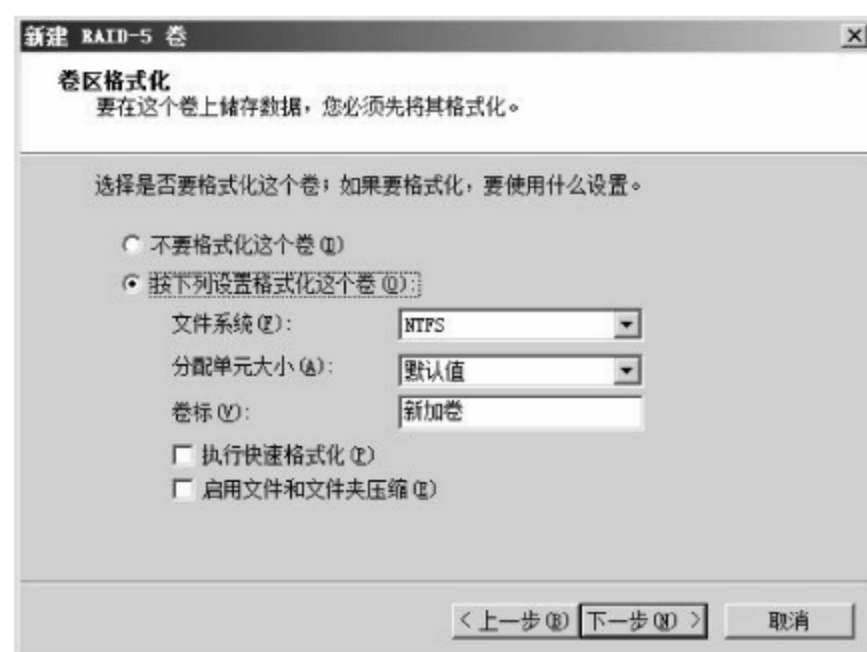 新建 RAID-5 卷
卷区格式化
要在这个卷上储存数据，您必须先将其格式化。
选择是否要格式化这个卷；如果要格式化，要使用什么设置。
不要格式化这个卷(D)
按下列设置格式化这个卷(O):
文件系统(F): NTFS
分配单元大小(A): 默认值
卷标(V): 新加卷
执行快速格式化(P)
启用文件和文件夹压缩(E)
< 上一步(B) 下一步(N) > 取消